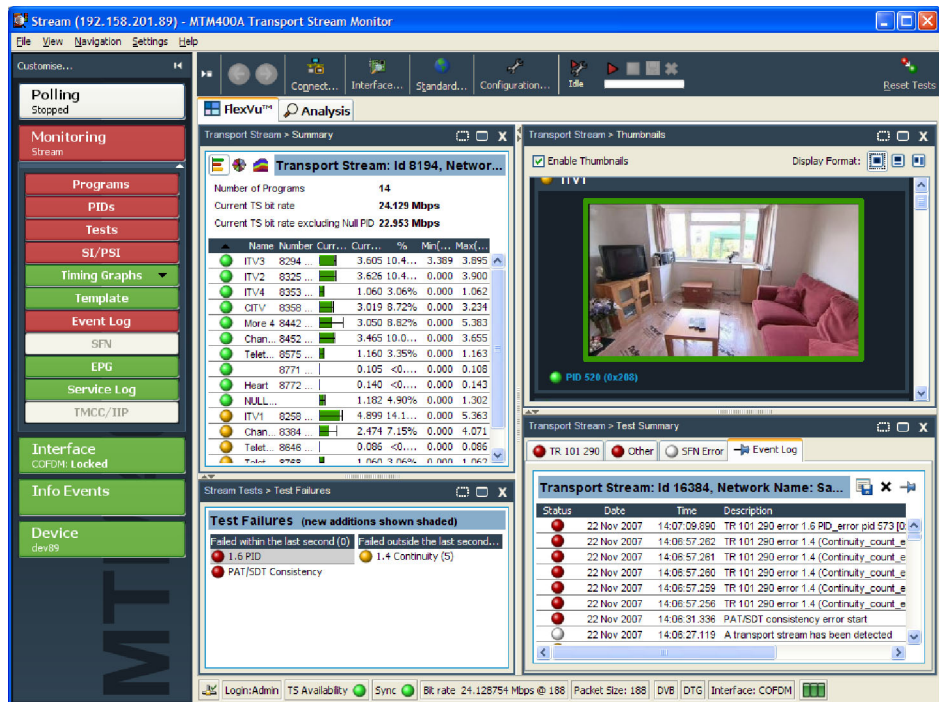 Stream (192.158.201.89) - MTM400A Transport Stream Monitor
File View Navigation Settings Help
Customise...
Polling
Stopped
Monitoring
Stream
Programs
PIDs
Tests
SI/PSI
Timing Graphs
Template
Event Log
SFN
EPG
Service Log
TMCC/IIP
Interface
COFDM: Locked
Info Events
Device
dev89
MTM
Connect... Interface... Standard... Configuration... Idle Reset Tests
FlexVu™ Analysis
Transport Stream > Summary
Transport Stream: Id 8194, Networ...
Number of Programs 14
Current TS bit rate 24.129 Mbps
Current TS bit rate excluding Null PID 22.953 Mbps
Name Number Curr... Curr... % Min(... Max(...
ITV3 8294 ... 3.605 10.4... 3.389 3.895
ITV2 8325 ... 3.626 10.4... 0.000 3.900
ITV4 8353 ... 1.060 3.06% 0.000 1.062
CITV 8358 ... 3.019 8.72% 0.000 3.234
More 4 8442 ... 3.050 8.82% 0.000 5.383
Chan... 8452 ... 3.465 10.0... 0.000 3.655
Telet... 8575 ... 1.160 3.35% 0.000 1.163
8771 ... 0.105 <0.... 0.000 0.108
Heart 8772 ... 0.140 <0.... 0.000 0.143
NULL... 1.182 4.90% 0.000 1.302
ITV1 8258 ... 4.899 14.1... 0.000 5.363
Chan... 8384 ... 2.474 7.15% 0.000 4.071
Telet... 8646 ... 0.086 <0... 0.000 0.086
Telet... 8768 ... 1.060 3.06% 0.000 1.062
Stream Tests > Test Failures
Test Failures (new additions shown shaded)
Failed within the last second (0) Failed outside the last second...
1.6 PID 1.4 Continuity (5)
PAT/SDT Consistency
Transport Stream > Thumbnails
Enable Thumbnails Display Format:
ITV1
PID 520 (0x208)
Transport Stream > Test Summary
TR 101 290 Other SFN Error Event Log
Transport Stream: Id 16384, Network Name: Sa...
Status Date Time Description
22 Nov 2007 14:07:09.890 TR 101 290 error 1.6 PID_error pid 573 [0:
22 Nov 2007 14:06:57.262 TR 101 290 error 1.4 (Continuity_count_e
22 Nov 2007 14:06:57.261 TR 101 290 error 1.4 (Continuity_count_e
22 Nov 2007 14:06:57.260 TR 101 290 error 1.4 (Continuity_count_e
22 Nov 2007 14:06:57.259 TR 101 290 error 1.4 (Continuity_count_e
22 Nov 2007 14:06:57.256 TR 101 290 error 1.4 (Continuity_count_e
22 Nov 2007 14:06:31.336 PAT/SDT consistency error start
22 Nov 2007 14:06:27.119 A transport stream has been detected
Login:Admin TS Availability Sync Bit rate 24.128754 Mbps @ 188 Packet Size: 188 DVB DTG Interface: COFDM